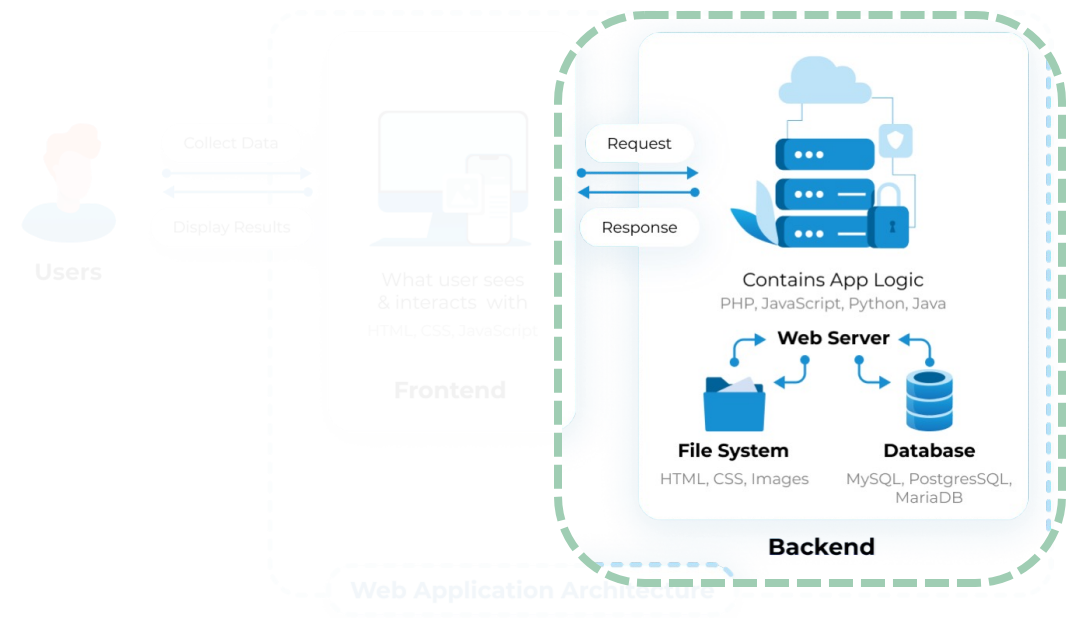 Collect Data
Display Results
Users
What user sees
& interacts with
HTML, CSS, JavaScript
Frontend
Request
Response
Contains App Logic
PHP, JavaScript, Python, Java
Web Server
File System
HTML, CSS, Images
Database
MySQL, PostgresSQL,
MariaDB
Backend
Web Application Architecture